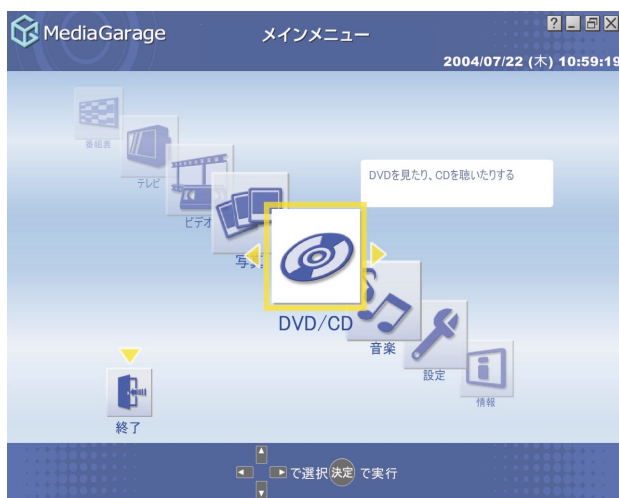 MediaGarage
メインメニュー
2004/07/22 (木) 10:59:19
番組表
テレビ
ビデオ
DVDを見たり、CDを聴いたりする
写真
DVD/CD
音楽
設定
情報
終了
で選択 決定 で実行